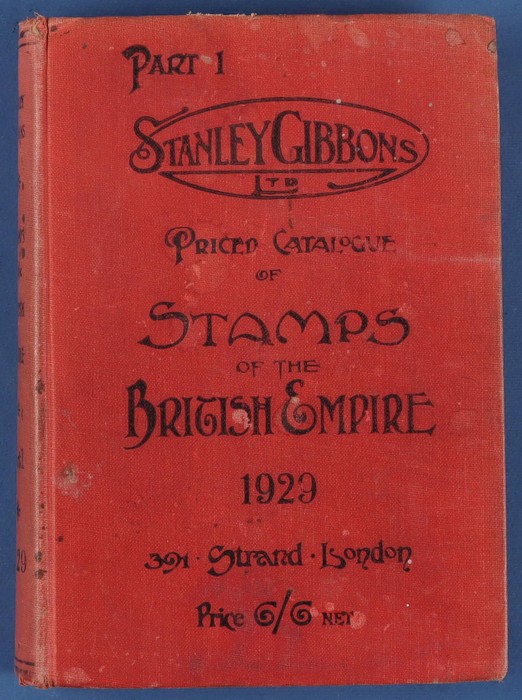 PART 1
STANLEY GIBBONS
LTD
PRICED CATALOGUE
OF
STAMPS
OF THE
BRITISH EMPIRE
1929
391 · Strand · London
Price 6/6 NET
29